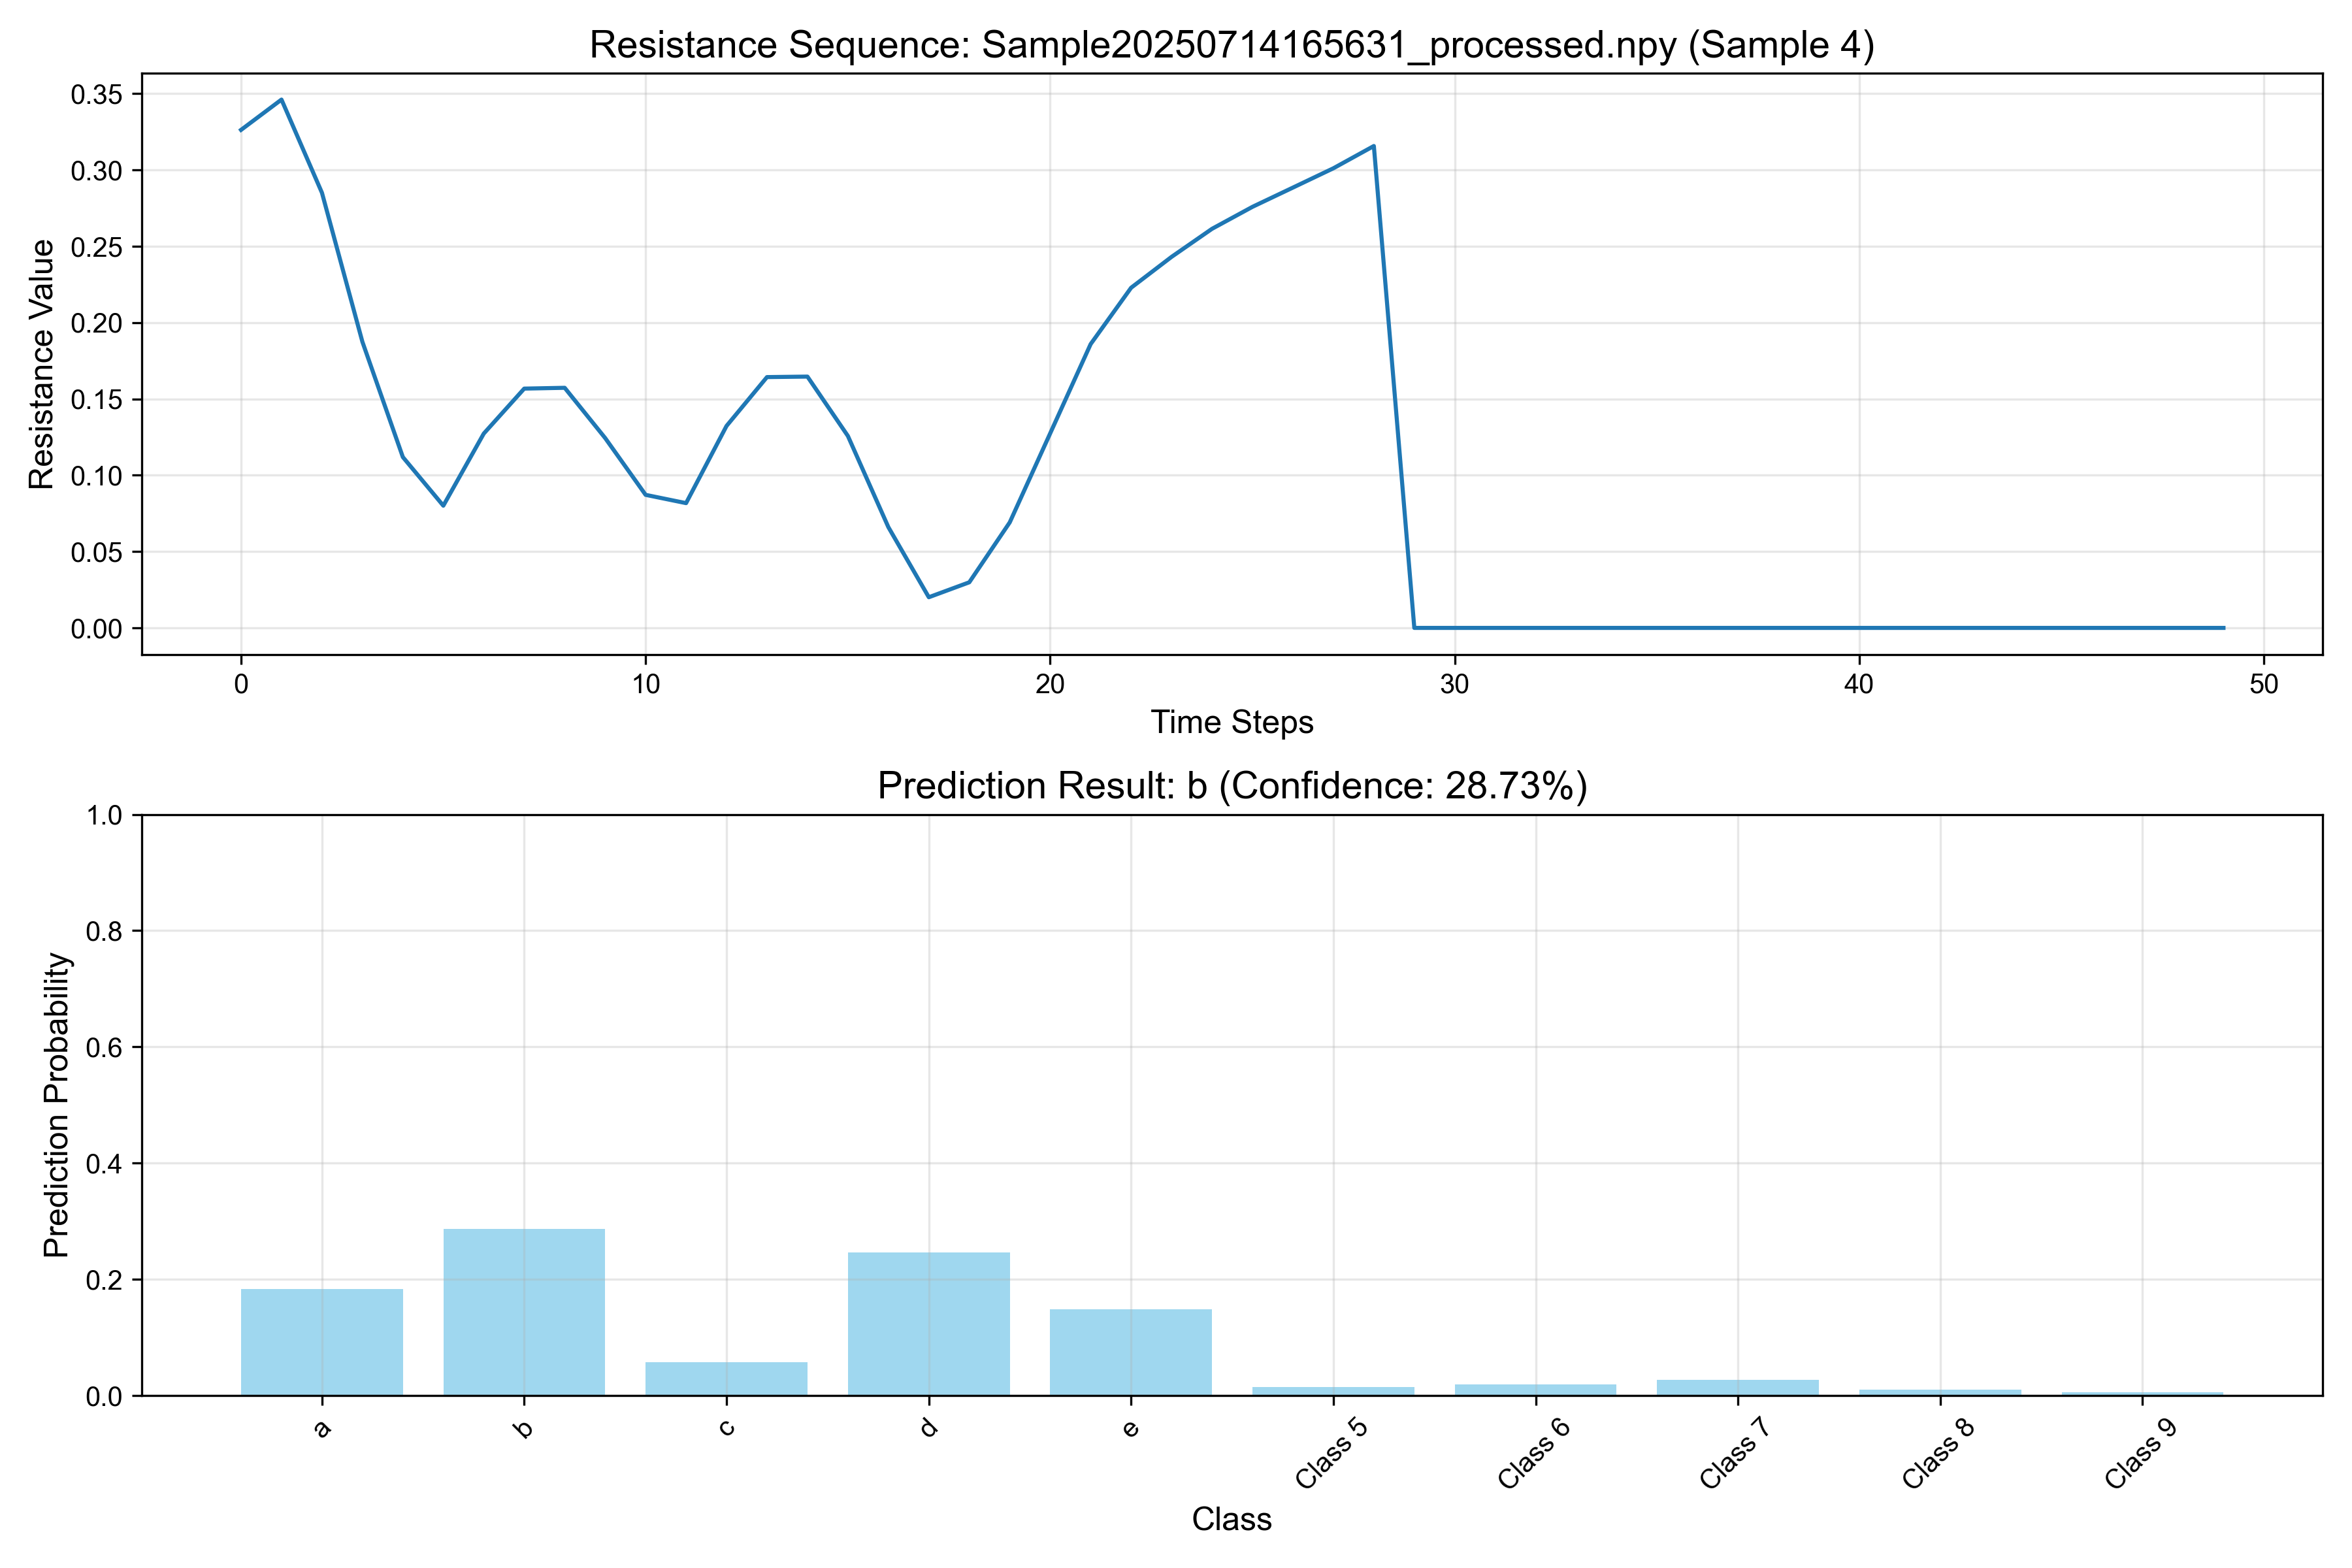 Resistance Sequence: Sample20250714165631_processed.npy (Sample 4)
Resistance Value
0.35
0.30
0.25
0.20
0.15
0.10
0.05
0.00
0 10 20 30 40 50
Time Steps
Prediction Result: b (Confidence: 28.73%)
Prediction Probability
1.0
0.8
0.6
0.4
0.2
0.0
a b c d e Class 5 Class 6 Class 7 Class 8 Class 9
Class